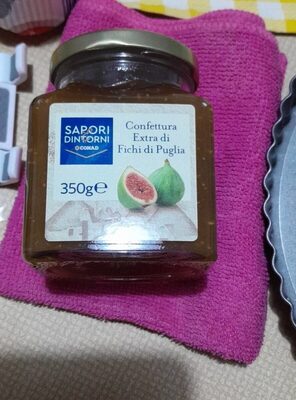 SAPORI
DINTORNI
CONAD
Confettura
Extra di
Fichi di Puglia
350g e